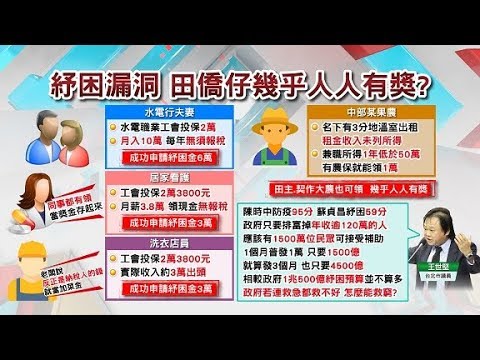 紓困漏洞 田僑仔幾乎人人有獎?
水電行夫妻
水電職業工會投保2萬
月入10萬 每年無須報稅
成功申請紓困金6萬
同事都有領
當獎金存起來
居家看護
工會投保2萬3800元
月薪3.8萬 領現金無報稅
成功申請紓困金3萬
老闆說
反正是納稅人的錢
就當加菜金
洗衣店員
工會投保2萬3800元
實際收入約3萬出頭
成功申請紓困金3萬
中部某果農
名下有3分地溫室出租
租金收入未列所得
兼職所得1年低於50萬
有農保就能領1萬
田主.契作大農也可領 幾乎人人有獎
陳時中防疫95分 蘇貞昌紓困59分
政府只要排富掉年收逾120萬的人
應該有1500萬位民眾可接受補助
1個月普發1萬 只要1500億
就算發3個月 也只要4500億
相較政府1兆500億紓困預算並不算多
政府若連救急都救不好 怎麼能救窮?
王世堅
台北市議員